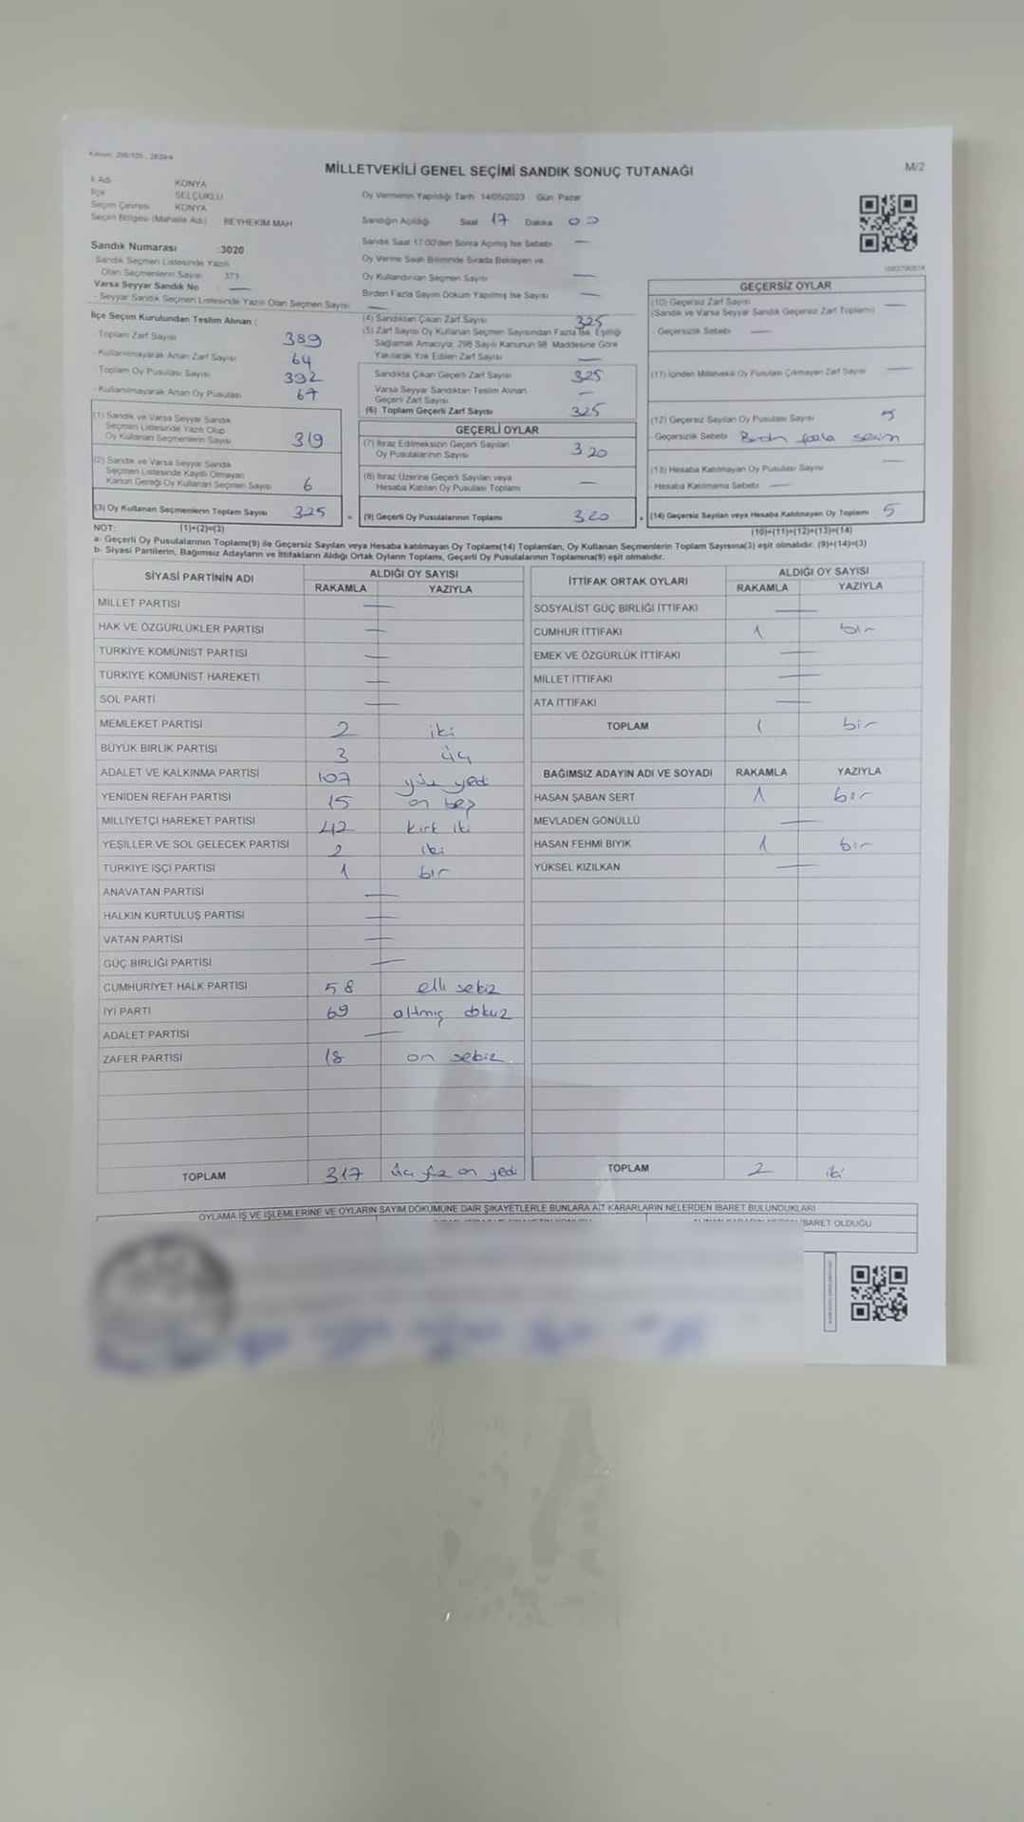 MİLLETVEKİLİ GENEL SEÇİMİ SANDIK SONUÇ TUTANAĞI
M/2
İl Adı KONYA
İlçe SELÇUKLU
Seçim Çevresi KONYA
Seçim Bölgesi (Mahalle Adı) BEYHEKİM MAH
Sandık Numarası :3020
Sandık Seçmen Listesinde Yazılı
Olan Seçmenlerin Sayısı 373
Varsa Seyyar Sandık No —
- Seyyar Sandık Seçmen Listesinde Yazılı Olan Seçmen Sayısı
İlçe Seçim Kurulundan Teslim Alınan :
Toplam Zarf Sayısı 389
- Kullanılmayarak Artan Zarf Sayısı 64
Toplam Oy Pusulası Sayısı 392
- Kullanılmayarak Artan Oy Pusulası 67
(1) Sandık ve Varsa Seyyar Sandık
Seçmen Listesinde Yazılı Olup
Oy Kullanan Seçmenlerin Sayısı 319
(2) Sandık ve Varsa Seyyar Sandık
Seçmen Listesinde Kayıtlı Olmayan
Kanun Gereği Oy Kullanan Seçmen Sayısı 6
(3) Oy Kullanan Seçmenlerin Toplam Sayısı 325
Oy Vermenin Yapıldığı Tarih 14/05/2023 Gün Pazar
Sandığın Açıldığı Saat 17 Dakika 00
Sandık Saat 17:00'den Sonra Açılmış İse Sebebi —
Oy Verme Saati Bitiminde Sırada Bekleyen ve
Oy Kullandırılan Seçmen Sayısı —
Birden Fazla Sayım Döküm Yapılmış İse Sayısı —
(4) Sandıktan Çıkan Zarf Sayısı 325
(5) Zarf Sayısı Oy Kullanan Seçmen Sayısından Fazla İse, Eşitliği
Sağlamak Amacıyla, 298 Sayılı Kanunun 98. Maddesine Göre
Yakılarak Yok Edilen Zarf Sayısı —
Sandıkta Çıkan Geçerli Zarf Sayısı 325
Varsa Seyyar Sandıktan Teslim Alınan
Geçerli Zarf Sayısı —
(6) Toplam Geçerli Zarf Sayısı 325
GEÇERLİ OYLAR
(7) İtiraz Edilmeksizin Geçerli Sayılan
Oy Pusulalarının Sayısı 320
(8) İtiraz Üzerine Geçerli Sayılan veya
Hesaba Katılan Oy Pusulası Toplamı —
= (9) Geçerli Oy Pusulalarının Toplamı 320
GEÇERSİZ OYLAR
(10) Geçersiz Zarf Sayısı —
(Sandık ve Varsa Seyyar Sandık Geçersiz Zarf Toplamı)
- Geçersizlik Sebebi —
(11) İçinden Milletvekili Oy Pusulası Çıkmayan Zarf Sayısı —
(12) Geçersiz Sayılan Oy Pusulası Sayısı 5
- Geçersizlik Sebebi Birden fazla seçim
(13) Hesaba Katılmayan Oy Pusulası Sayısı —
Hesaba Katılmama Sebebi —
+ (14) Geçersiz Sayılan veya Hesaba Katılmayan Oy Toplamı 5
NOT: (1)+(2)=(3)
(10)+(11)+(12)+(13)=(14)
a- Geçerli Oy Pusulalarının Toplamı(9) ile Geçersiz Sayılan veya Hesaba katılmayan Oy Toplamı(14) Toplamları, Oy Kullanan Seçmenlerin Toplam Sayısına(3) eşit olmalıdır. (9)+(14)=(3)
b- Siyasi Partilerin, Bağımsız Adayların ve İttifakların Aldığı Ortak Oyların Toplamı, Geçerli Oy Pusulalarının Toplamına(9) eşit olmalıdır.
SİYASİ PARTİNİN ADI ALDIĞI OY SAYISI
RAKAMLA YAZIYLA
MİLLET PARTİSİ —
HAK VE ÖZGÜRLÜKLER PARTİSİ —
TÜRKİYE KOMÜNİST PARTİSİ —
TÜRKİYE KOMÜNİST HAREKETİ —
SOL PARTİ —
MEMLEKET PARTİSİ 2 iki
BÜYÜK BİRLİK PARTİSİ 3 üç
ADALET VE KALKINMA PARTİSİ 107 yüz yedi
YENİDEN REFAH PARTİSİ 15 on beş
MİLLİYETÇİ HAREKET PARTİSİ 42 kırk iki
YEŞİLLER VE SOL GELECEK PARTİSİ 2 iki
TÜRKİYE İŞÇİ PARTİSİ 1 bir
ANAVATAN PARTİSİ —
HALKIN KURTULUŞ PARTİSİ —
VATAN PARTİSİ —
GÜÇ BİRLİĞİ PARTİSİ —
CUMHURİYET HALK PARTİSİ 58 elli sekiz
İYİ PARTİ 69 altmış dokuz
ADALET PARTİSİ —
ZAFER PARTİSİ 18 on sekiz
TOPLAM 317 üç yüz on yedi
İTTİFAK ORTAK OYLARI ALDIĞI OY SAYISI
RAKAMLA YAZIYLA
SOSYALİST GÜÇ BİRLİĞİ İTTİFAKI —
CUMHUR İTTİFAKI 1 bir
EMEK VE ÖZGÜRLÜK İTTİFAKI —
MİLLET İTTİFAKI —
ATA İTTİFAKI —
TOPLAM 1 bir
BAĞIMSIZ ADAYIN ADI VE SOYADI RAKAMLA YAZIYLA
HASAN ŞABAN SERT 1 bir
MEVLADEN GÖNÜLLÜ —
HASAN FEHMİ BIYIK 1 bir
YÜKSEL KIZILKAN —
TOPLAM 2 iki
OYLAMA İŞ VE İŞLEMLERİNE VE OYLARIN SAYIM DÖKÜMÜNE DAİR ŞİKAYETLERLE BUNLARA AİT KARARLARIN NELERDEN İBARET BULUNDUKLARI
İBARET OLDUĞU